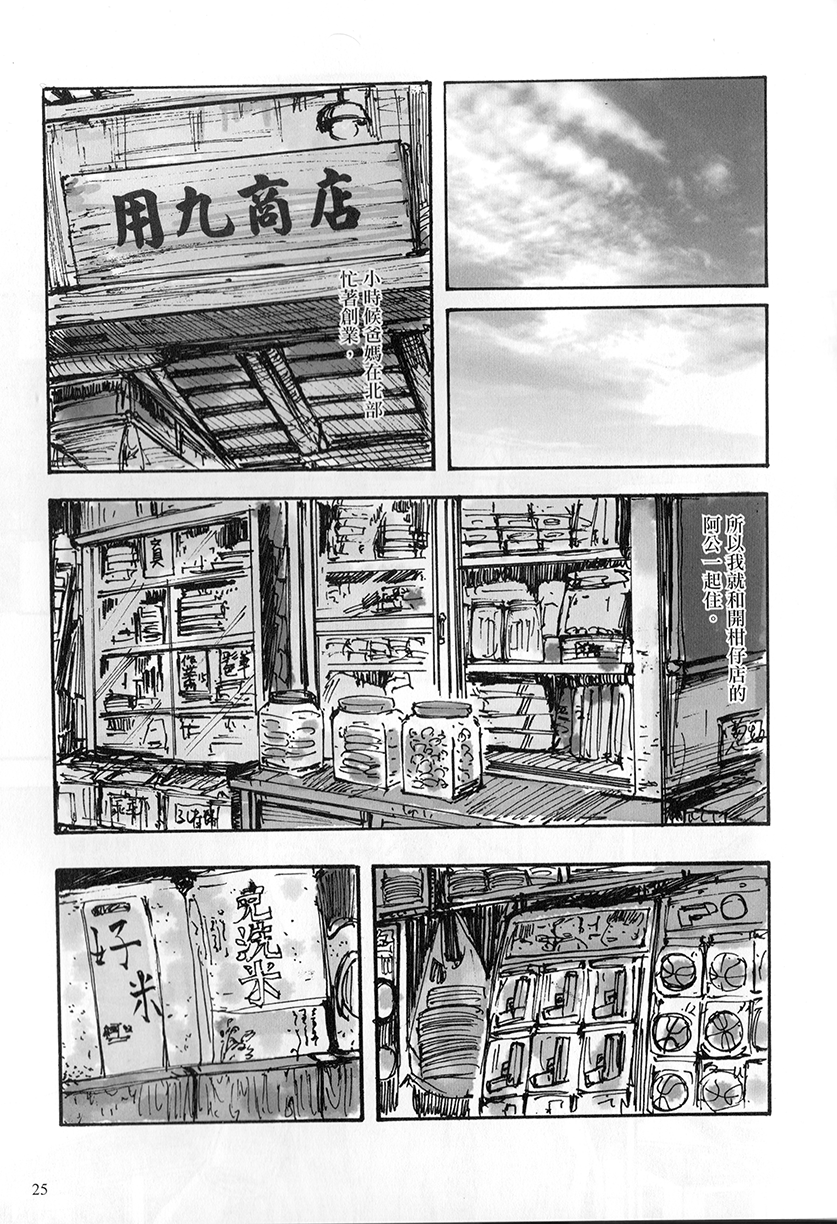 用九商店
小時候爸媽在北部
忙著創業，
所以我就和開柑仔店的
阿公一起住。
好米
免洗米
25